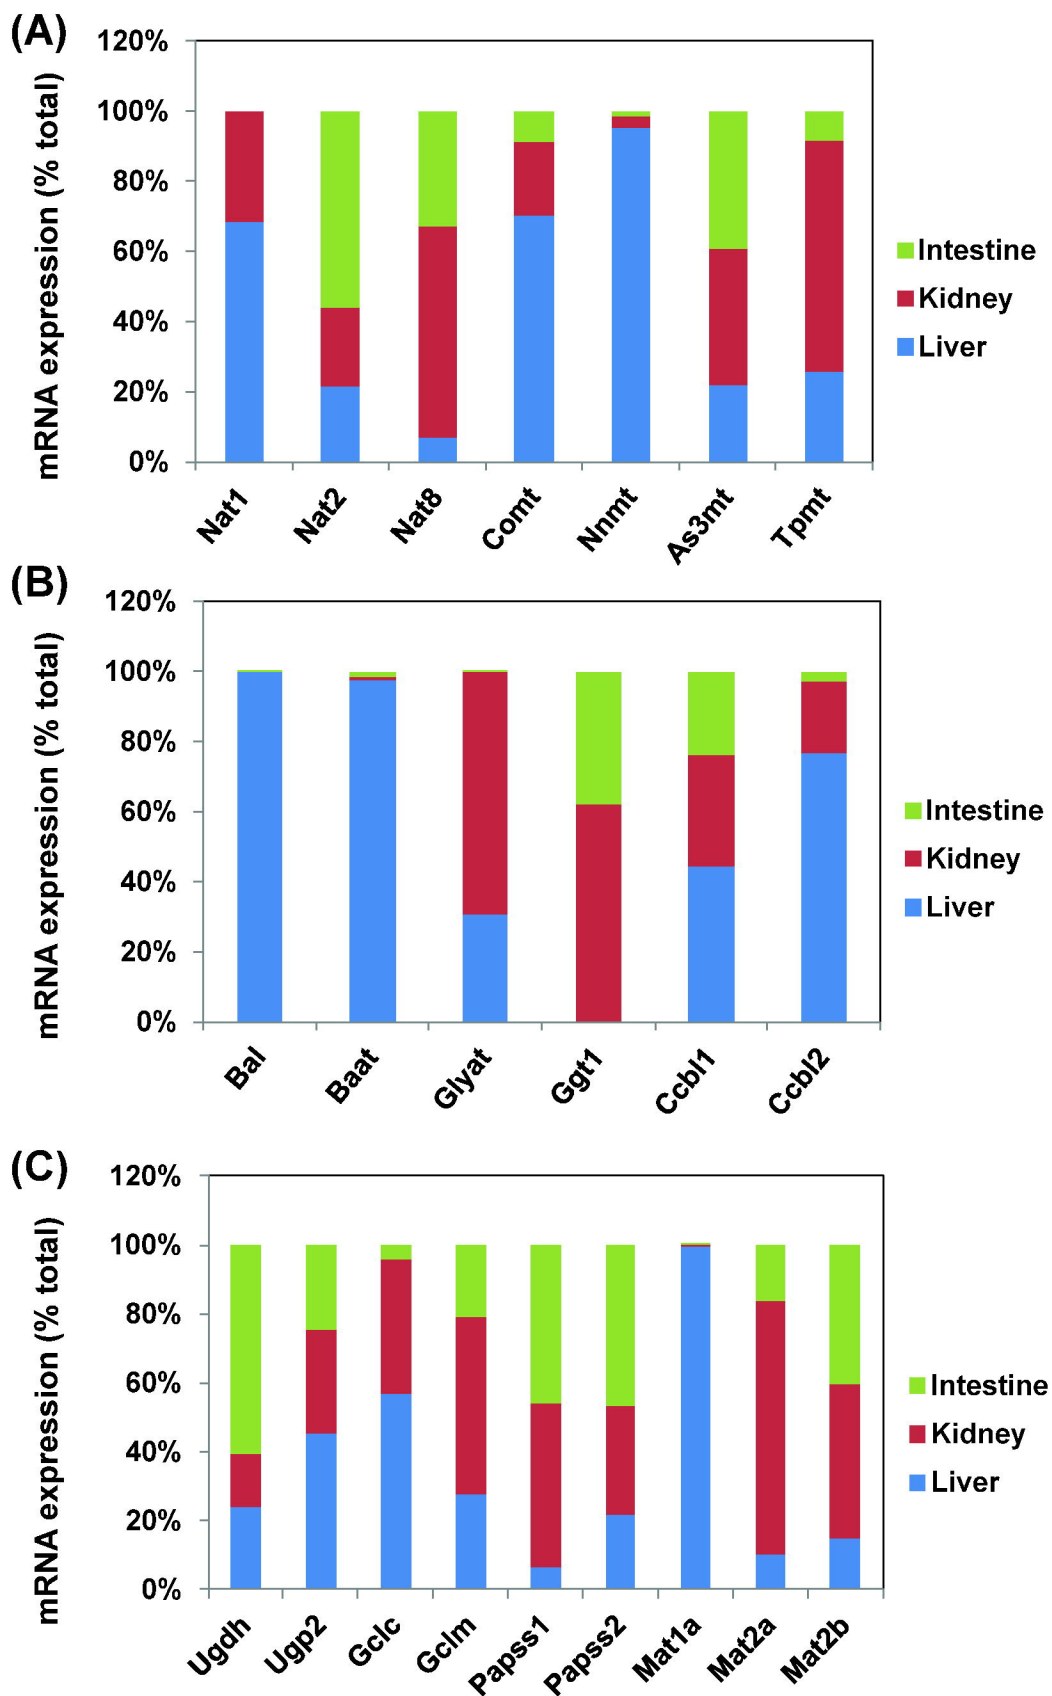 (A)
mRNA expression (% total)
120%
100%
80%
60%
40%
20%
0%
Nat1
Nat2
Nat8
Comt
Nnmt
As3mt
Tpmt
Intestine
Kidney
Liver
(B)
mRNA expression (% total)
120%
100%
80%
60%
40%
20%
0%
Bal
Baat
Glyat
Ggt1
Ccbl1
Ccbl2
Intestine
Kidney
Liver
(C)
mRNA expression (% total)
120%
100%
80%
60%
40%
20%
0%
Ugdh
Ugp2
Gclc
Gclm
Papss1
Papss2
Mat1a
Mat2a
Mat2b
Intestine
Kidney
Liver